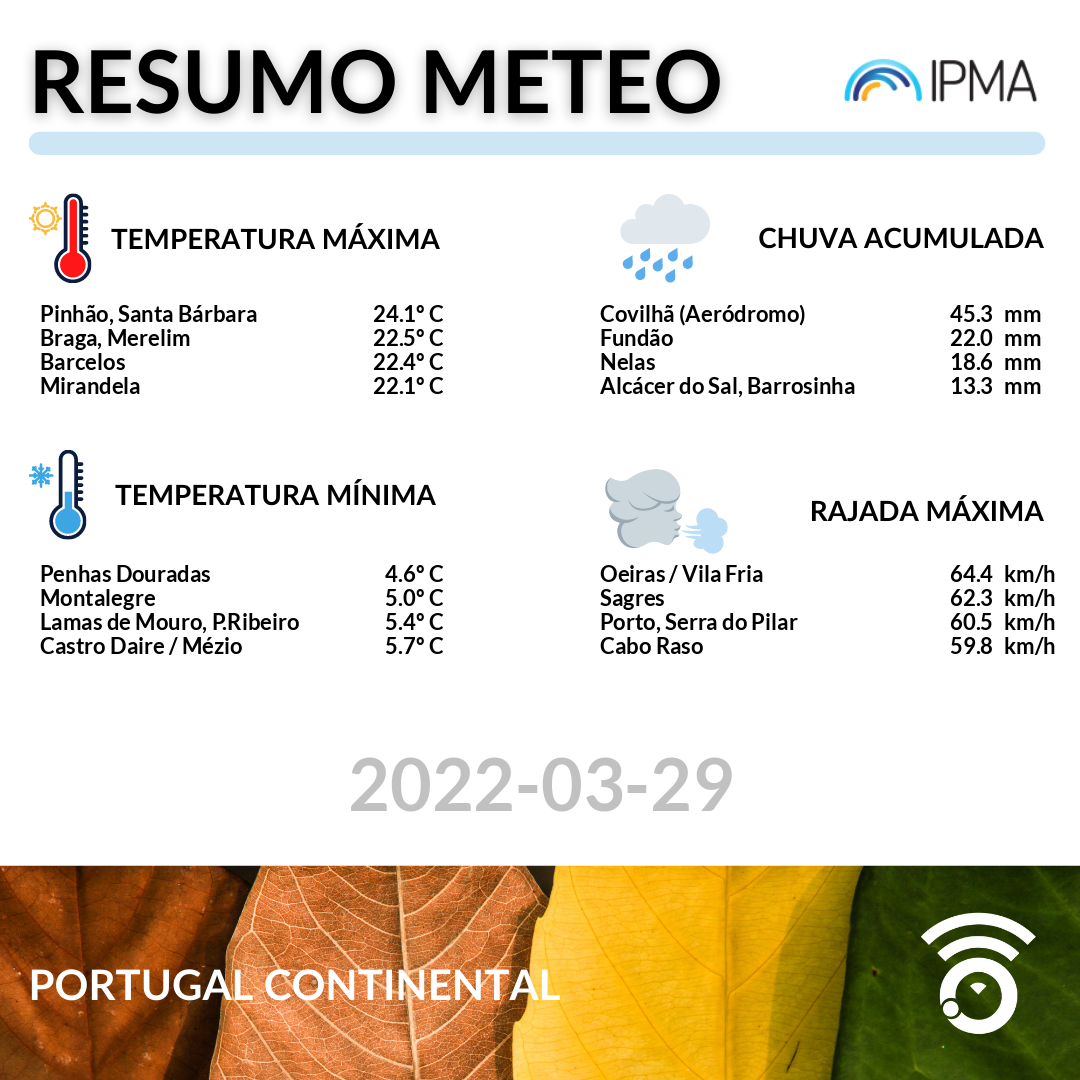 RESUMO METEO
IPMA
TEMPERATURA MÁXIMA
Pinhão, Santa Bárbara 24.1º C
Braga, Merelim 22.5º C
Barcelos 22.4º C
Mirandela 22.1º C
CHUVA ACUMULADA
Covilhã (Aeródromo) 45.3 mm
Fundão 22.0 mm
Nelas 18.6 mm
Alcácer do Sal, Barrosinha 13.3 mm
TEMPERATURA MÍNIMA
Penhas Douradas 4.6º C
Montalegre 5.0º C
Lamas de Mouro, P.Ribeiro 5.4º C
Castro Daire / Mézio 5.7º C
RAJADA MÁXIMA
Oeiras / Vila Fria 64.4 km/h
Sagres 62.3 km/h
Porto, Serra do Pilar 60.5 km/h
Cabo Raso 59.8 km/h
2022-03-29
PORTUGAL CONTINENTAL